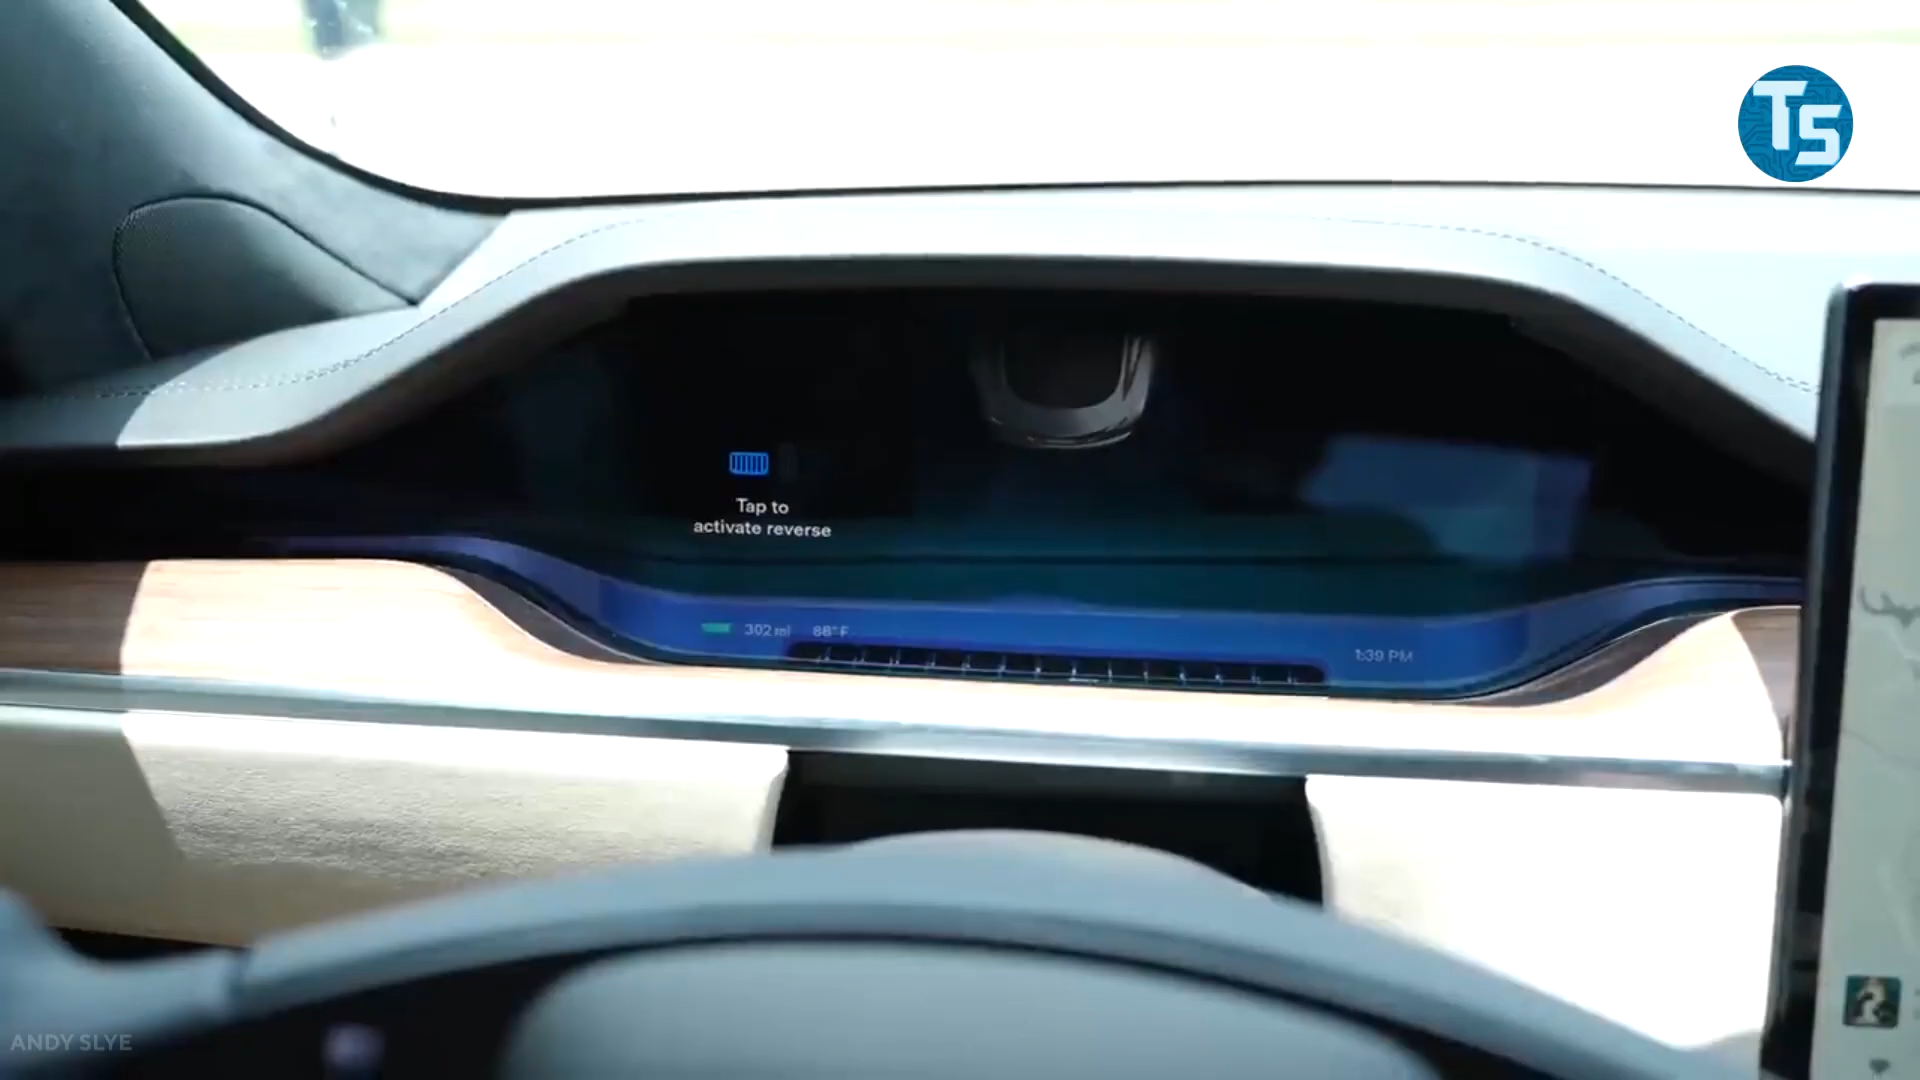 TS
Tap to
activate reverse
302 mi 88°F
1:39 PM
ANDY SLYE